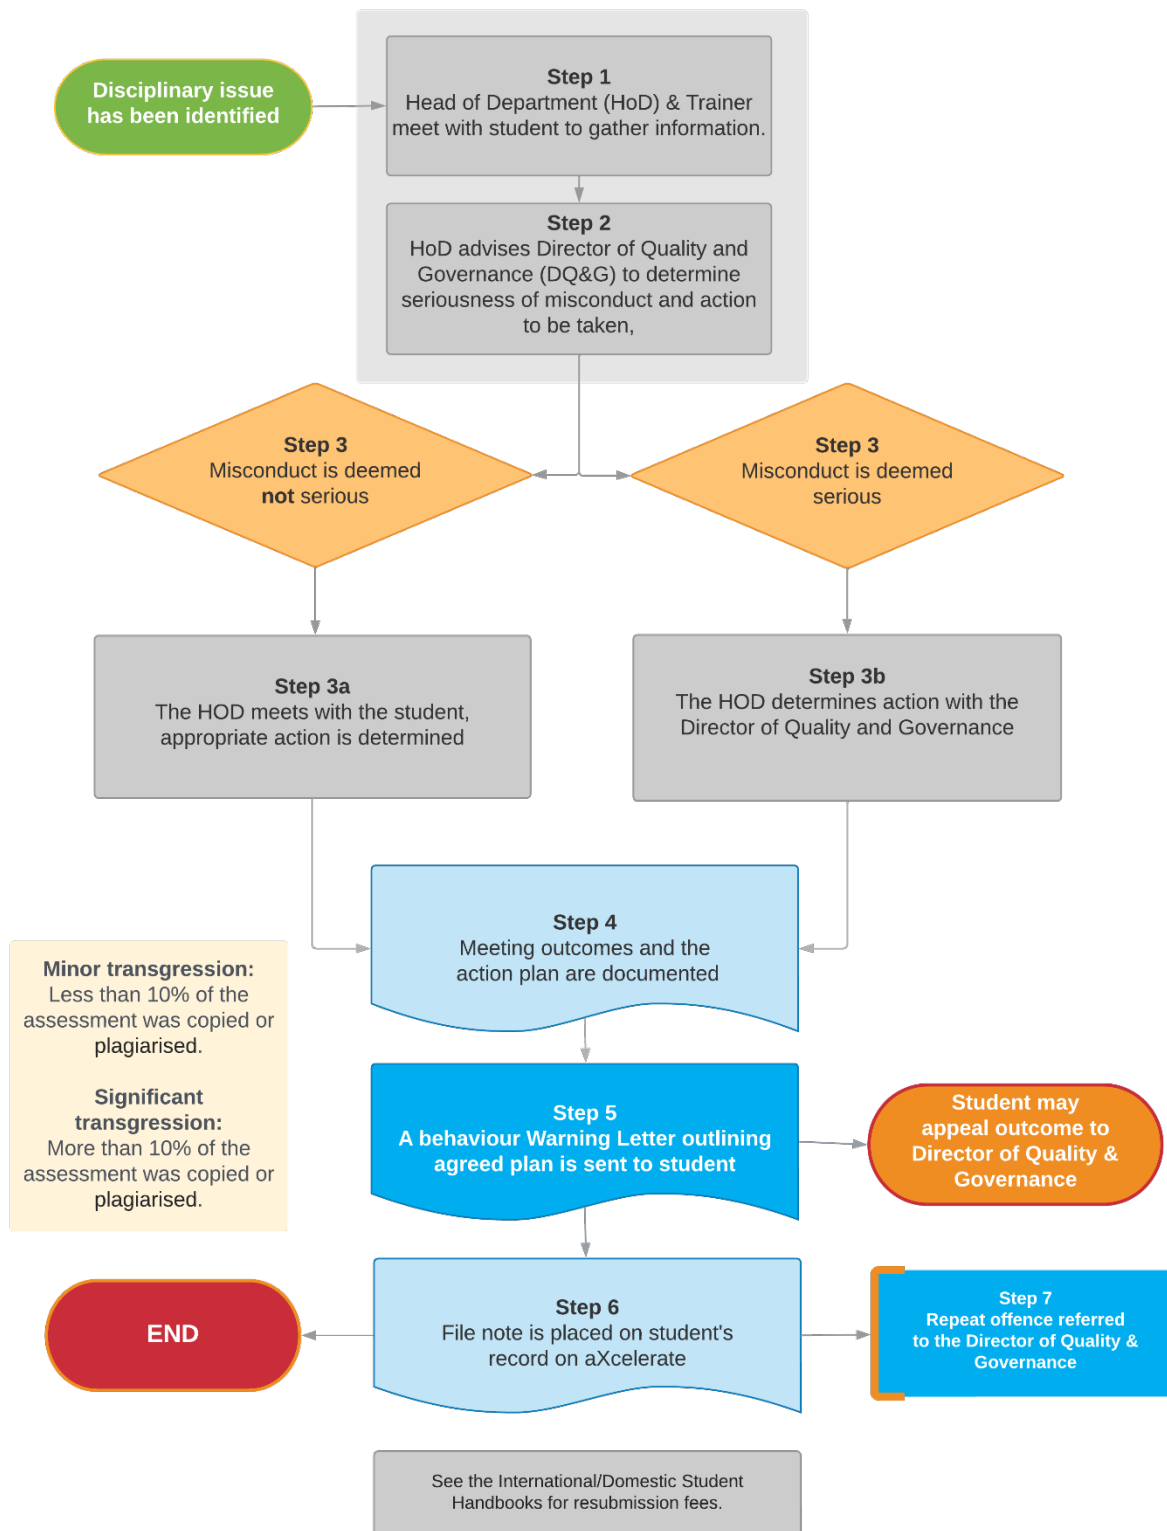 Disciplinary issue
has been identified
Step 1
Head of Department (HoD) & Trainer
meet with student to gather information.
Step 2
HoD advises Director of Quality and
Governance (DQ&G) to determine
seriousness of misconduct and action
to be taken,
Step 3
Misconduct is deemed
not serious
Step 3
Misconduct is deemed
serious
Step 3a
The HOD meets with the student,
appropriate action is determined
Step 3b
The HOD determines action with the
Director of Quality and Governance
Step 4
Meeting outcomes and the
action plan are documented
Minor transgression:
Less than 10% of the
assessment was copied or
plagiarised.
Significant
transgression:
More than 10% of the
assessment was copied or
plagiarised.
Step 5
A behaviour Warning Letter outlining
agreed plan is sent to student
Student may
appeal outcome to
Director of Quality &
Governance
END
Step 6
File note is placed on student's
record on aXcelerate
Step 7
Repeat offence referred
to the Director of Quality &
Governance
See the International/Domestic Student
Handbooks for resubmission fees.